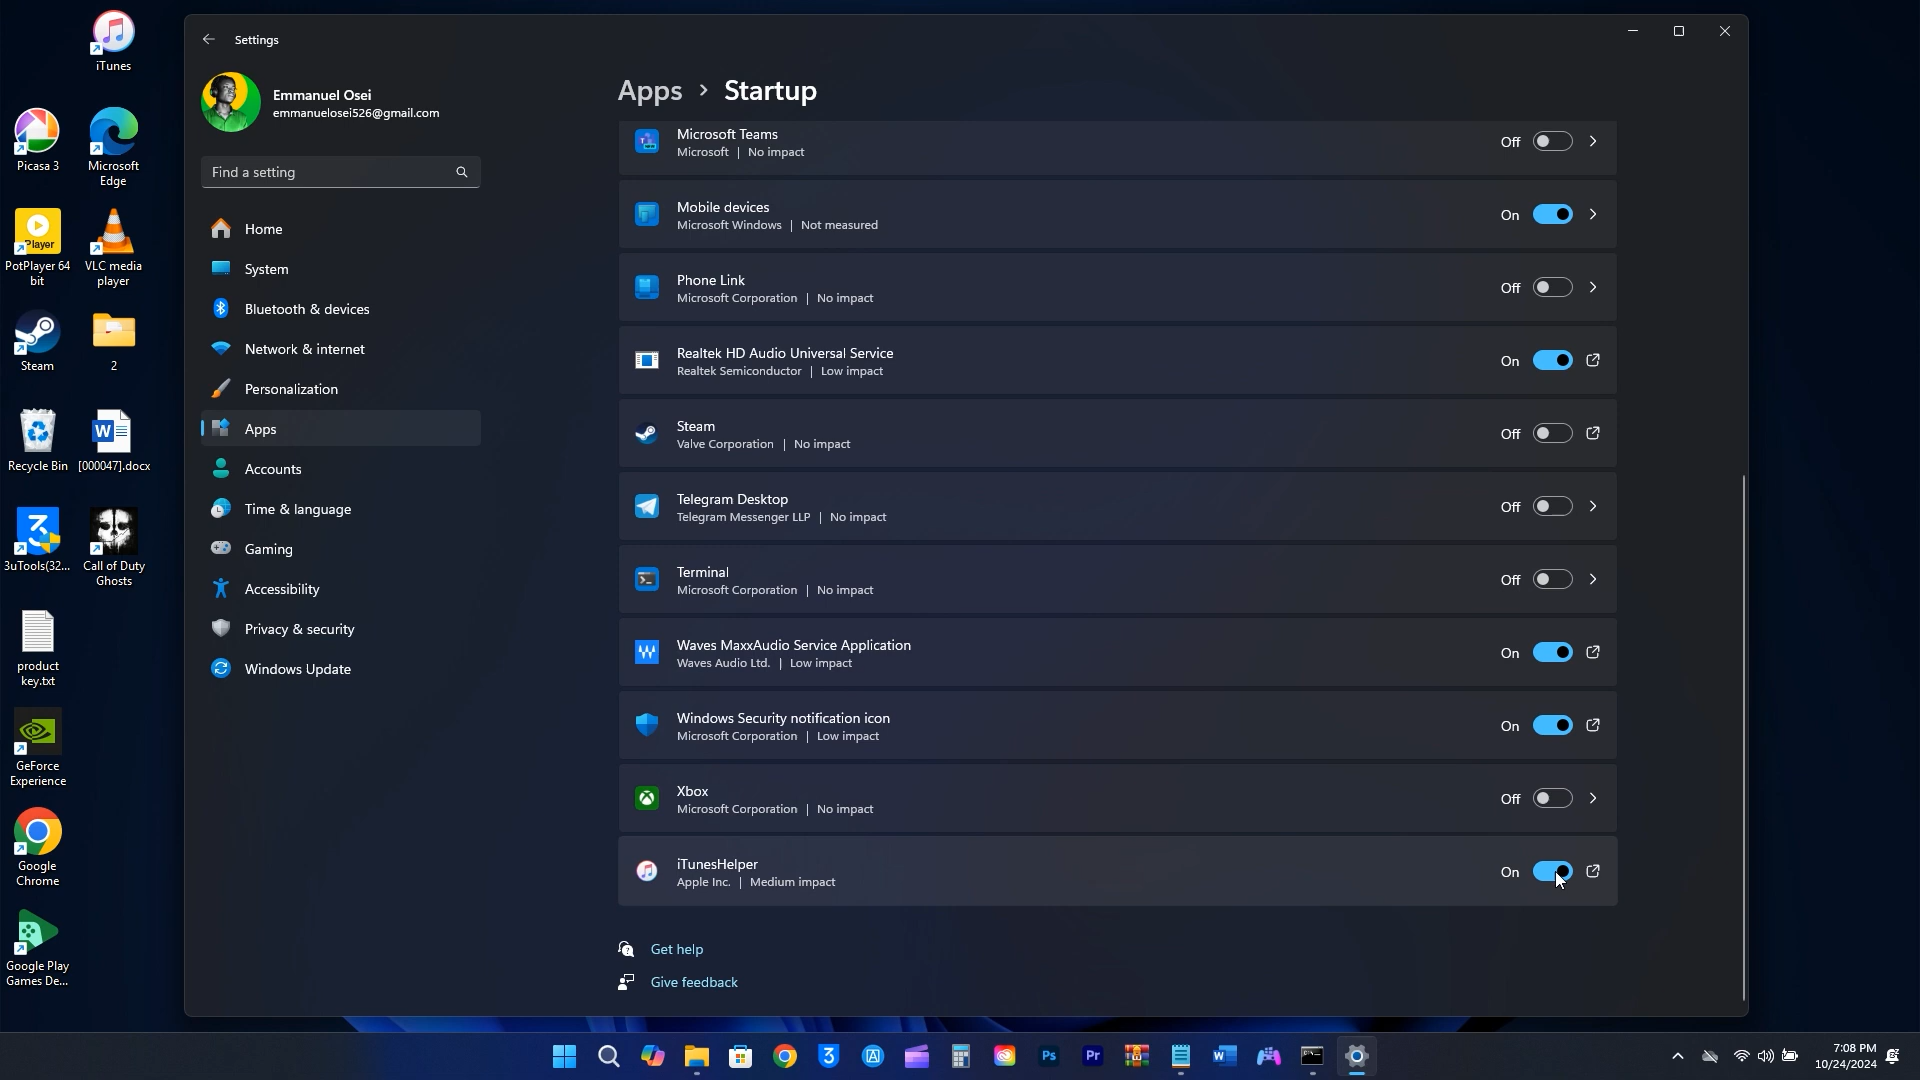 iTunes
Picasa 3
Microsoft
Edge
Player
PotPlayer 64
bit
VLC media
player
Steam
2
Recycle Bin
[000047].docx
3uTools(32...
Call of Duty
Ghosts
product
key.txt
GeForce
Experience
Google
Chrome
Google Play
Games De...
Settings
Emmanuel Osei
emmanuelosei526@gmail.com
Find a setting
Home
System
Bluetooth & devices
Network & internet
Personalization
Apps
Accounts
Time & language
Gaming
Accessibility
Privacy & security
Windows Update
Apps > Startup
Microsoft Teams
Microsoft | No impact
Off
Mobile devices
Microsoft Windows | Not measured
On
Phone Link
Microsoft Corporation | No impact
Off
Realtek HD Audio Universal Service
Realtek Semiconductor | Low impact
On
Steam
Valve Corporation | No impact
Off
Telegram Desktop
Telegram Messenger LLP | No impact
Off
Terminal
Microsoft Corporation | No impact
Off
Waves MaxxAudio Service Application
Waves Audio Ltd. | Low impact
On
Windows Security notification icon
Microsoft Corporation | Low impact
On
Xbox
Microsoft Corporation | No impact
Off
iTunesHelper
Apple Inc. | Medium impact
On
Get help
Give feedback
Ps
Pr
7:08 PM
10/24/2024